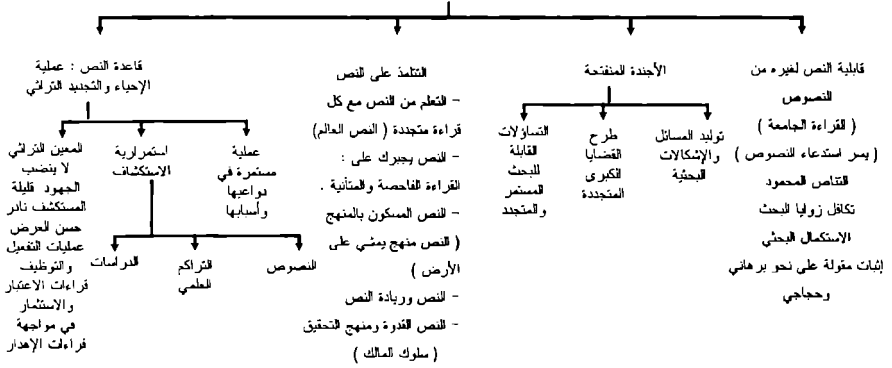 قابلية النص لغيره من
النصوص
( القراءة الجامعة )
( يسر استدعاء النصوص )
التناص المحمود
تكافل زوايا البحث
الاستكمال البحثي
إثبات مقولة على نحو برهاني
وحجاجي
الأجندة المنفتحة
توليد المسائل
والإشكالات
البحثية
طرح
القضايا
الكبرى
المتجددة
التساؤلات
القابلة
للبحث
المستمر
والمتجدد
التتلمذ على النص
– التعلم من النص مع كل
قراءة متجددة ( النص العالم)
– النص يجبرك على :
القراءة الفاحصة والمتأنية .
– النص المسكون بالمنهج
( النص منهج يمشي على
الأرض )
– النص وريادة النص
– النص القدوة ومنهج التحقيق
( سلوك المالك )
قاعدة النص : عملية
الإحياء والتجديد التراثي
عملية
مستمرة في
دواعيها
وأسبابها
استمرارية
الاستكشاف
النصوص
التراكم
العلمي
الدراسات
المعين التراثي
لا ينضب
الجهود قليلة
المستكشف نادر
حسن العرض
عمليات التفعيل
والتوظيف
قراءات الاعتبار
والاستثمار
في مواجهة
قراءات الإهدار